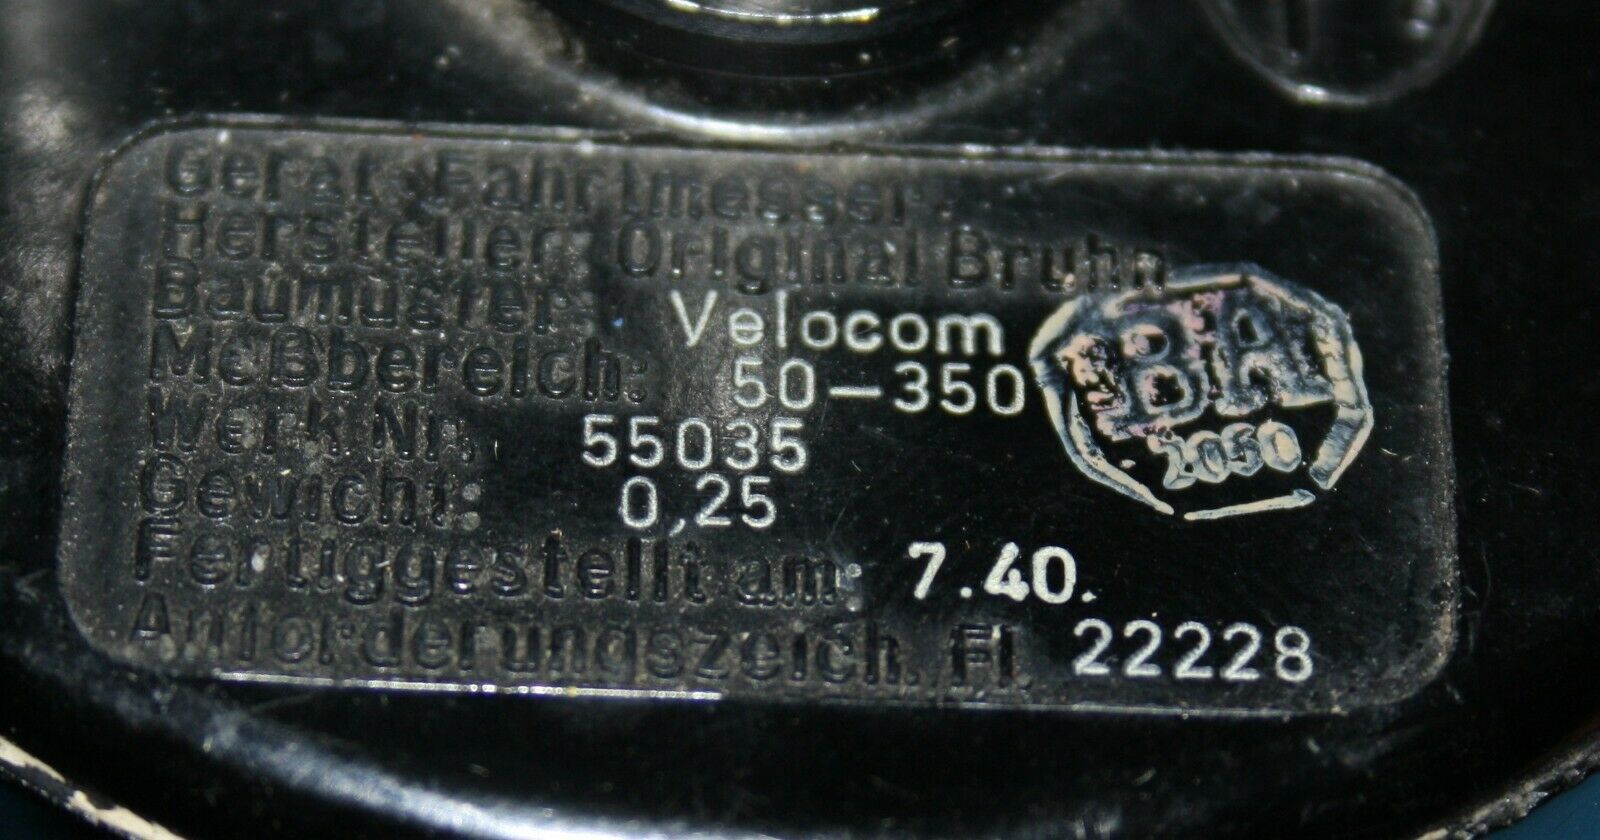 Gerät: Fahrtmesser.
Hersteller: Original Bruhn
Baumuster: Velocom
Meßbereich: 50-350
Werk Nr. 55035
Gewicht: 0,25
Fertiggestellt am: 7.40.
Anforderungszeich. Fl. 22228
BA
2050